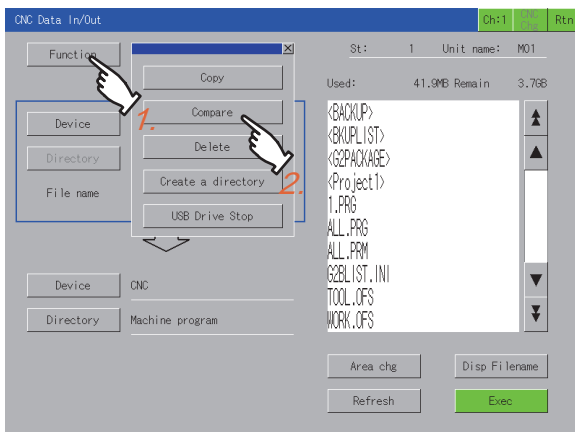 CNC Data In/Out
Ch:1
CNC Chg
Rtn
Function
St: 1 Unit name: M01
Used: 41.9MB Remain 3.7GB
Copy
Compare
Delete
Create a directory
USB Drive Stop
1.
2.
Device
Directory
File name
<BACKUP>
<BKUPLIST>
<G2PACKAGE>
<Project1>
1.PRG
ALL.PRG
ALL.PRM
G2BLIST.INI
TOOL.OFS
WORK.OFS
Device CNC
Directory Machine program
Area chg
Disp Filename
Refresh
Exec